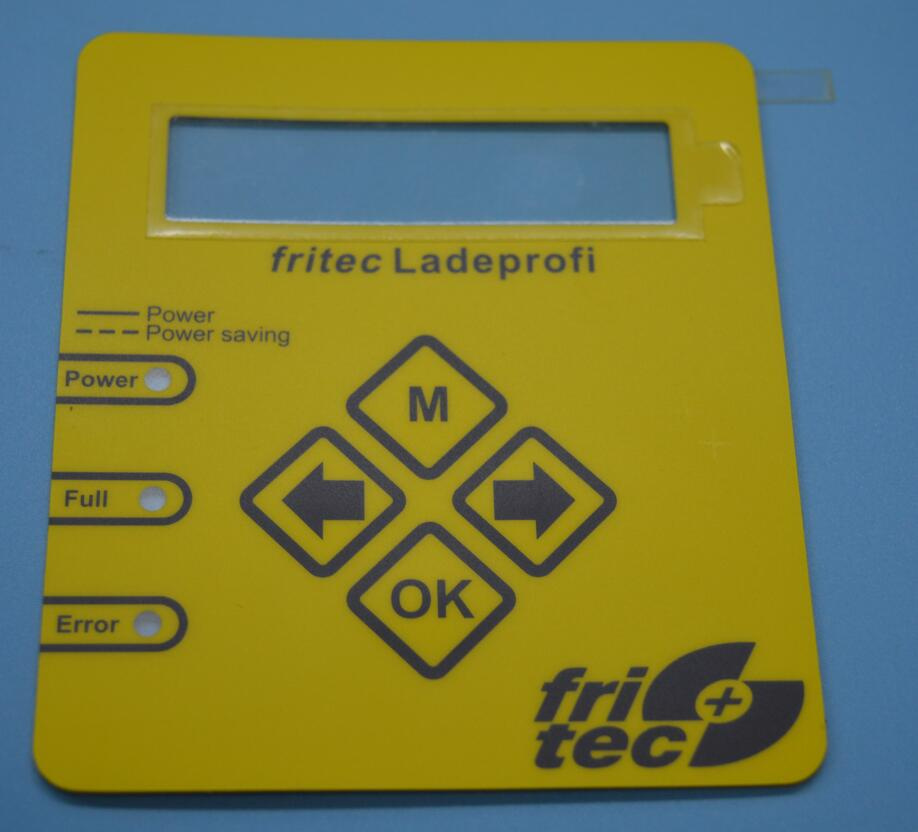 fritec Ladeprofi
Power
Power saving
Power
M
Full
OK
Error
fri
tec